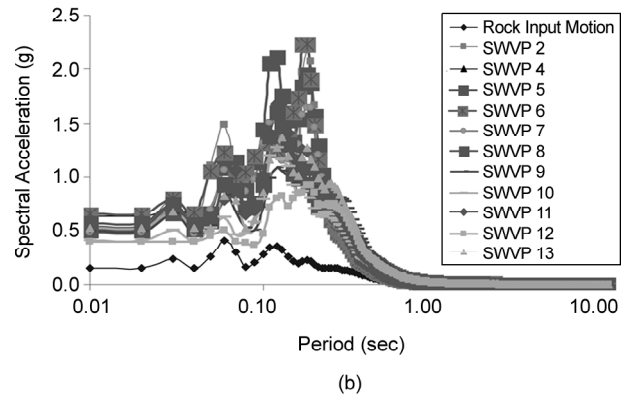 Spectral Acceleration (g)
2.5
2.0
1.5
1.0
0.5
0.0
0.01
0.10
1.00
10.00
Period (sec)
Rock Input Motion
SWVP 2
SWVP 4
SWVP 5
SWVP 6
SWVP 7
SWVP 8
SWVP 9
SWVP 10
SWVP 11
SWVP 12
SWVP 13
(b)